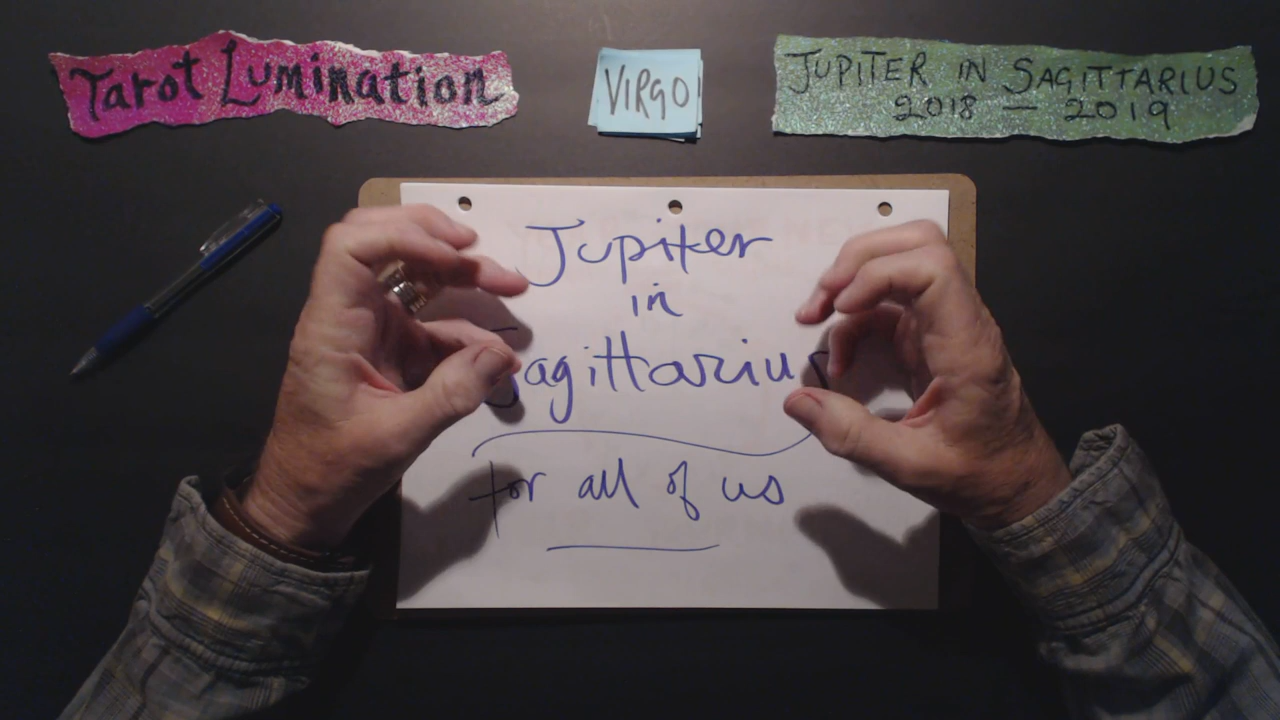 Tarot Lumination
VIRGO
JUPITER IN SAGITTARIUS
2018 — 2019
Jupiter
in
Sagittarius
for all of us